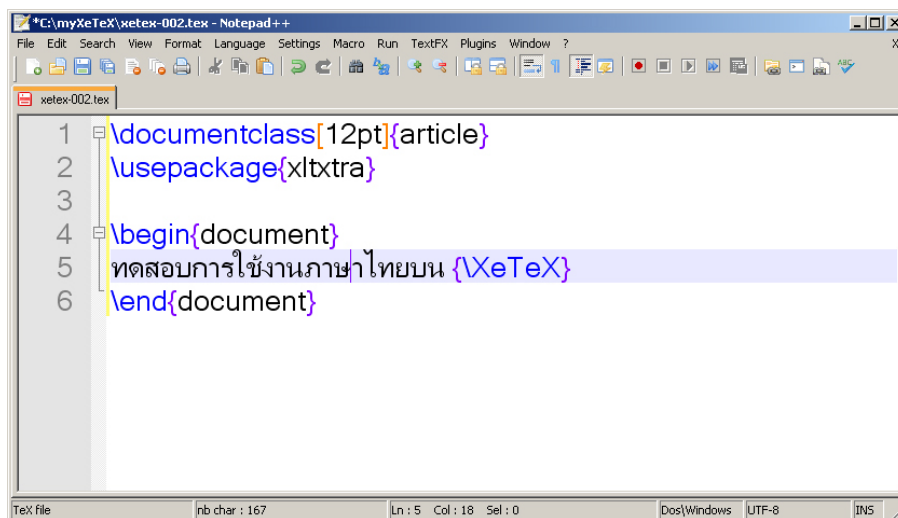 *C:\myXeTeX\xetex-002.tex - Notepad++
File Edit Search View Format Language Settings Macro Run TextFX Plugins Window ? X
xetex-002.tex
1 \documentclass[12pt]{article}
2 \usepackage{xltxtra}
3
4 \begin{document}
5 ทดสอบการใช้งานภาษาไทยบน {\XeTeX}
6 \end{document}
TeX file nb char : 167 Ln : 5 Col : 18 Sel : 0 Dos\Windows UTF-8 INS